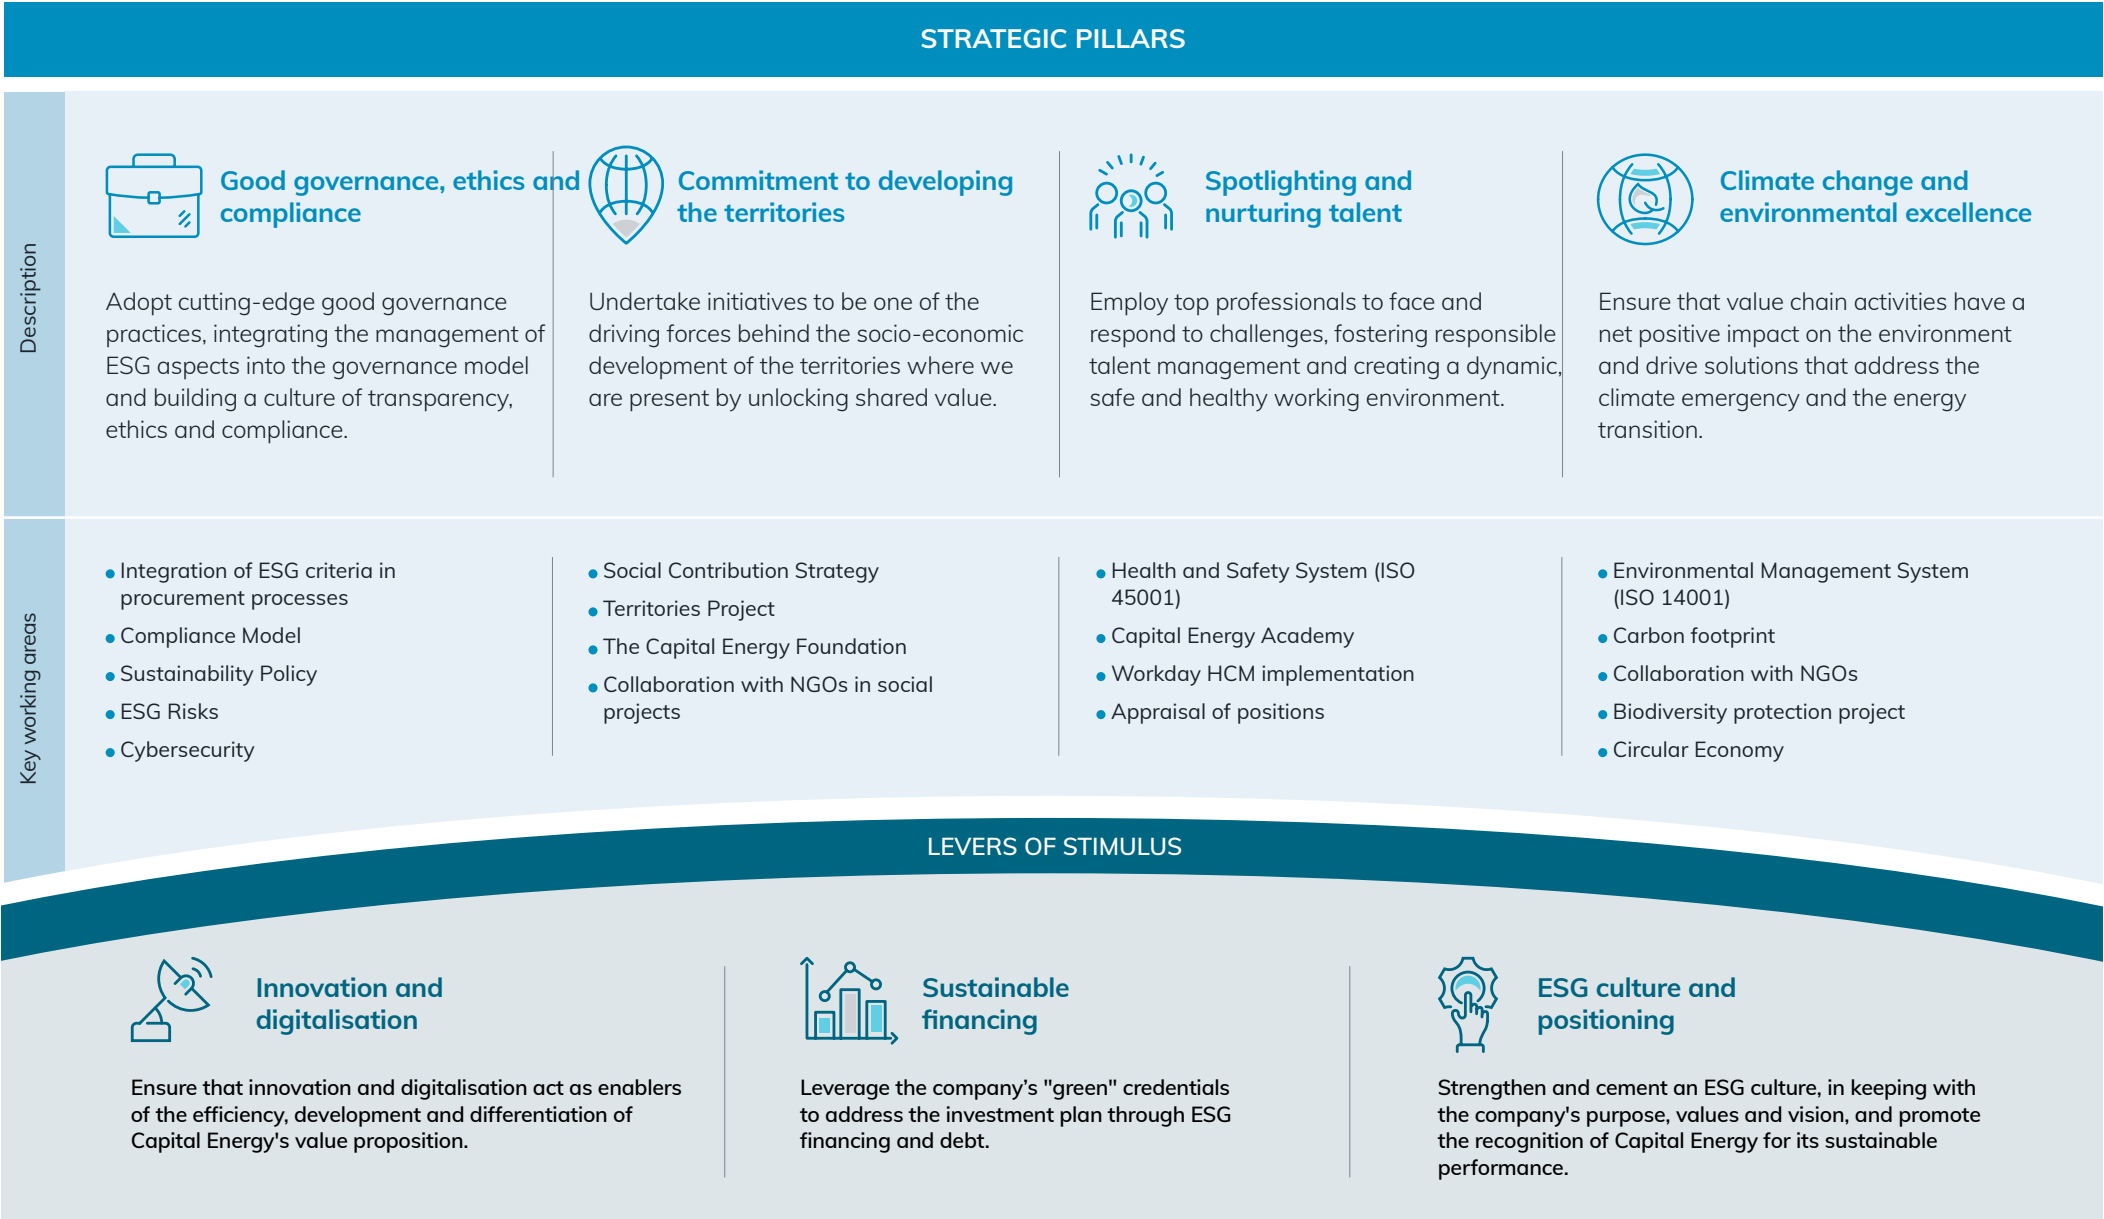 STRATEGIC PILLARS
Description
Good governance, ethics and
compliance
Adopt cutting-edge good governance
practices, integrating the management of
ESG aspects into the governance model
and building a culture of transparency,
ethics and compliance.
Commitment to developing
the territories
Undertake initiatives to be one of the
driving forces behind the socio-economic
development of the territories where we
are present by unlocking shared value.
Spotlighting and
nurturing talent
Employ top professionals to face and
respond to challenges, fostering responsible
talent management and creating a dynamic,
safe and healthy working environment.
Climate change and
environmental excellence
Ensure that value chain activities have a
net positive impact on the environment
and drive solutions that address the
climate emergency and the energy
transition.
Key working areas
• Integration of ESG criteria in
procurement processes
• Compliance Model
• Sustainability Policy
• ESG Risks
• Cybersecurity
• Social Contribution Strategy
• Territories Project
• The Capital Energy Foundation
• Collaboration with NGOs in social
projects
• Health and Safety System (ISO
45001)
• Capital Energy Academy
• Workday HCM implementation
• Appraisal of positions
• Environmental Management System
(ISO 14001)
• Carbon footprint
• Collaboration with NGOs
• Biodiversity protection project
• Circular Economy
LEVERS OF STIMULUS
Innovation and
digitalisation
Ensure that innovation and digitalisation act as enablers
of the efficiency, development and differentiation of
Capital Energy's value proposition.
Sustainable
financing
Leverage the company’s "green" credentials
to address the investment plan through ESG
financing and debt.
ESG culture and
positioning
Strengthen and cement an ESG culture, in keeping with
the company's purpose, values and vision, and promote
the recognition of Capital Energy for its sustainable
performance.